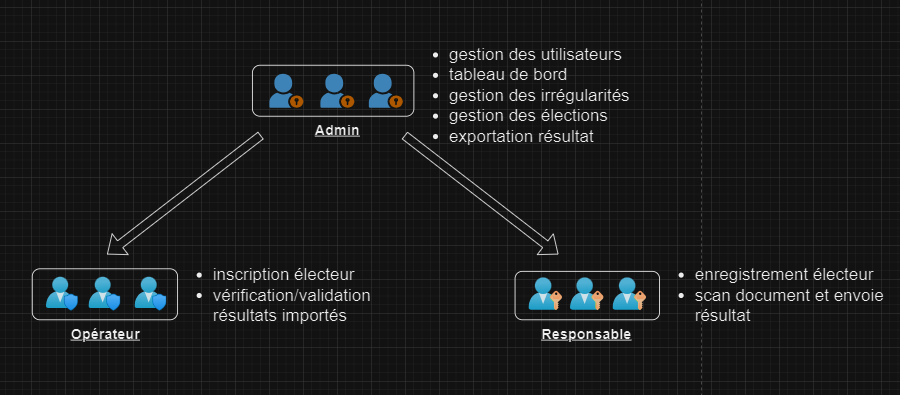 gestion des utilisateurs
tableau de bord
gestion des irrégularités
gestion des élections
exportation résultat
Admin
inscription électeur
vérification/validation
résultats importés
Opérateur
enregistrement électeur
scan document et envoie
résultat
Responsable